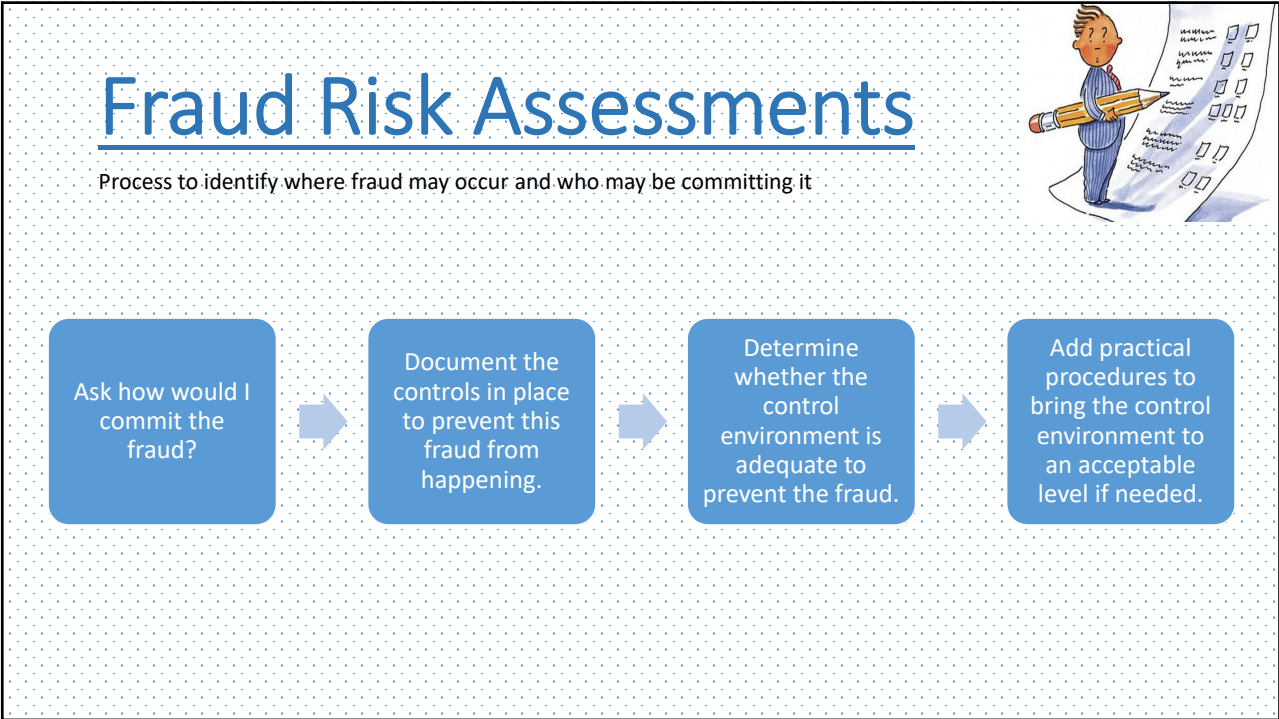 Fraud Risk Assessments
Process to identify where fraud may occur and who may be committing it
Ask how would I
commit the
fraud?
Document the
controls in place
to prevent this
fraud from
happening.
Determine
whether the
control
environment is
adequate to
prevent the fraud.
Add practical
procedures to
bring the control
environment to
an acceptable
level if needed.